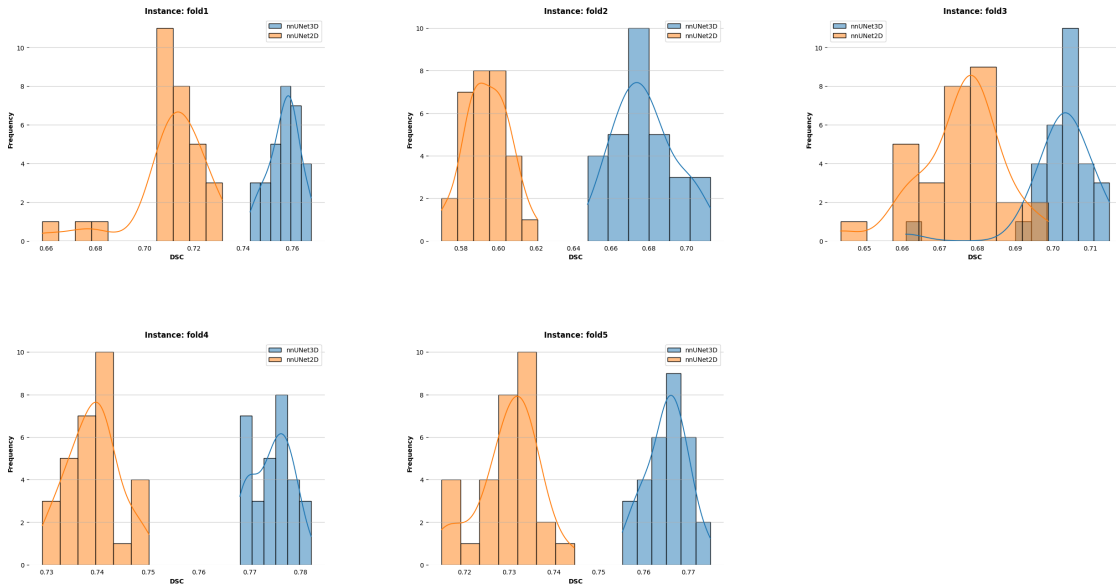 Instance: fold1
nnUNet3D
nnUNet2D
Frequency
10
8
6
4
2
0
0.66 0.68 0.70 0.72 0.74 0.76
DSC
Instance: fold2
nnUNet3D
nnUNet2D
Frequency
10
8
6
4
2
0
0.58 0.60 0.62 0.64 0.66 0.68 0.70
DSC
Instance: fold3
nnUNet3D
nnUNet2D
Frequency
10
8
6
4
2
0
0.65 0.66 0.67 0.68 0.69 0.70 0.71
DSC
Instance: fold4
nnUNet3D
nnUNet2D
Frequency
10
8
6
4
2
0
0.73 0.74 0.75 0.76 0.77 0.78
DSC
Instance: fold5
nnUNet3D
nnUNet2D
Frequency
10
8
6
4
2
0
0.72 0.73 0.74 0.75 0.76 0.77
DSC